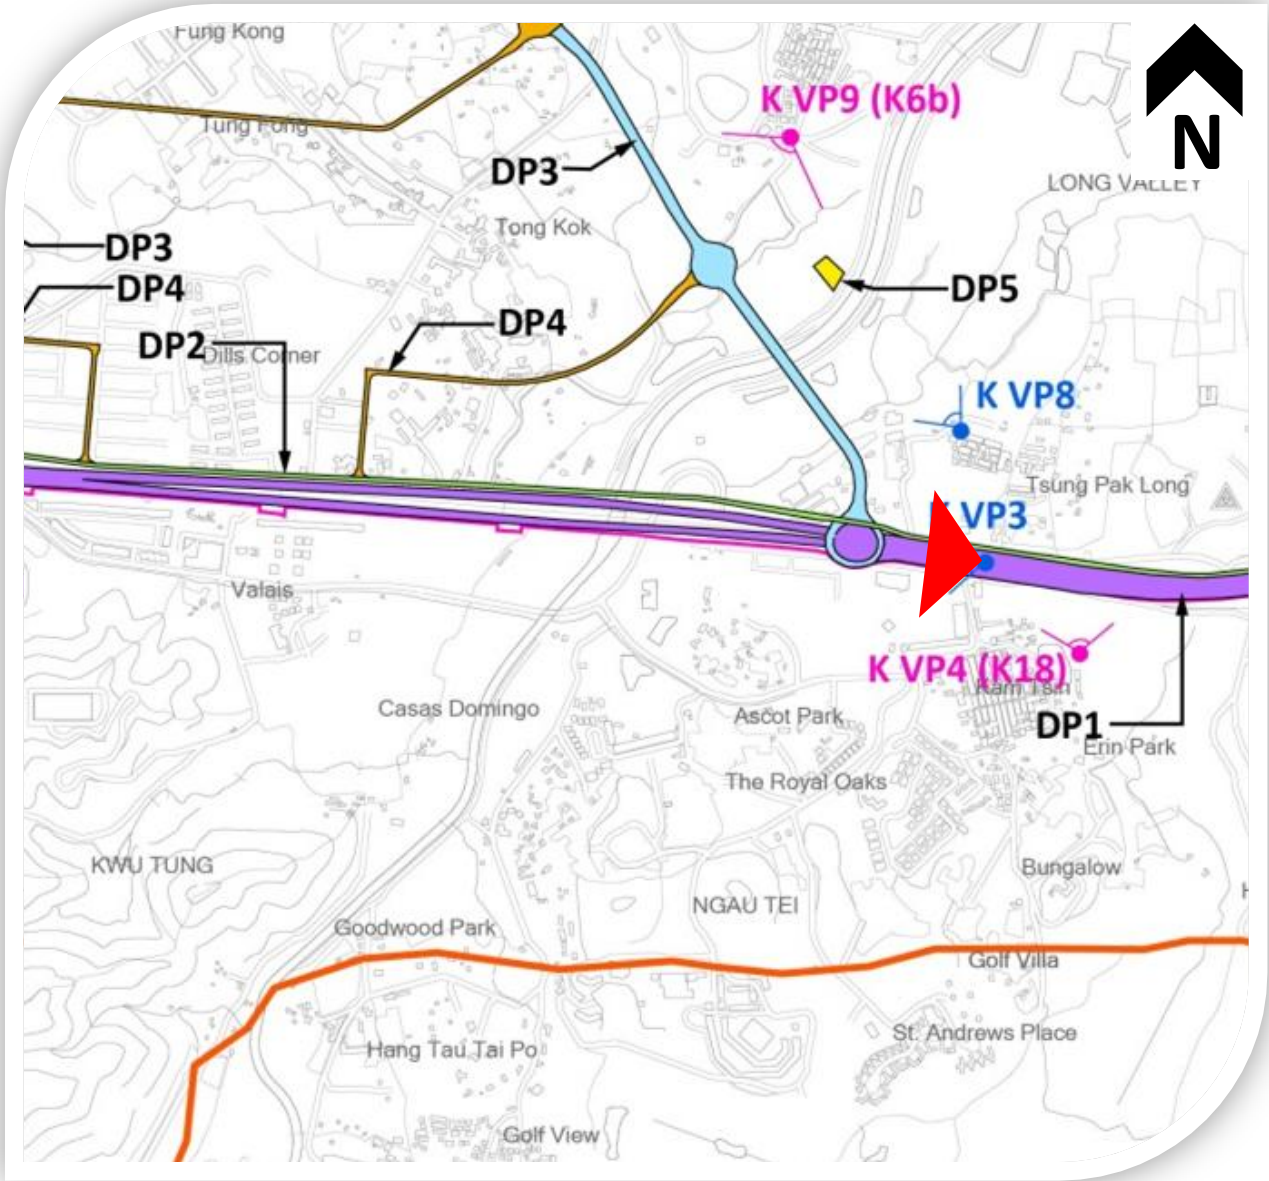 Fung Kong
N
K VP9 (K6b)
Tung Fong
DP3
LONG VALLEY
Tong Kok
DP3
DP4
DP5
DP4
DP2
Dills Corner
K VP8
Tsung Pak Long
VP3
Valais
K VP4 (K18)
Kam Tsin
Casas Domingo
Ascot Park
DP1
Erin Park
The Royal Oaks
KWU TUNG
Bungalow
NGAU TEI
Goodwood Park
Golf Villa
St. Andrews Place
Hang Tau Tai Po
Golf View